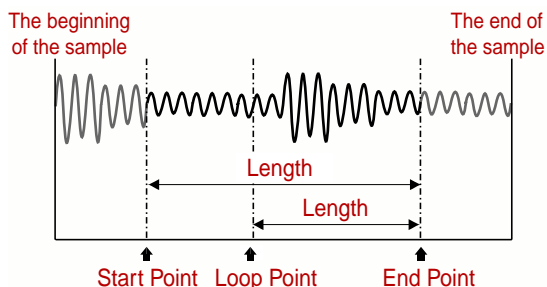 The beginning
of the sample
The end of
the sample
Length
Length
Start Point Loop Point End Point